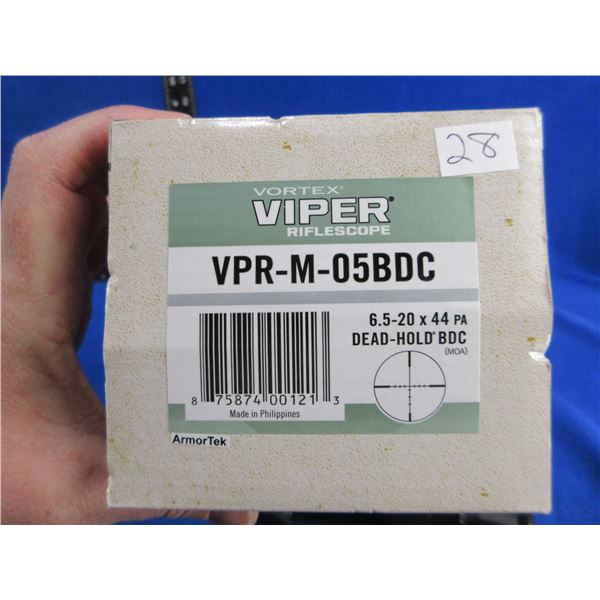 28
VORTEX®
VIPER®
RIFLESCOPE
VPR-M-05BDC
6.5-20 x 44 PA
DEAD-HOLD® BDC
(MOA)
8 75874 00121 3
Made in Philippines
ArmorTek